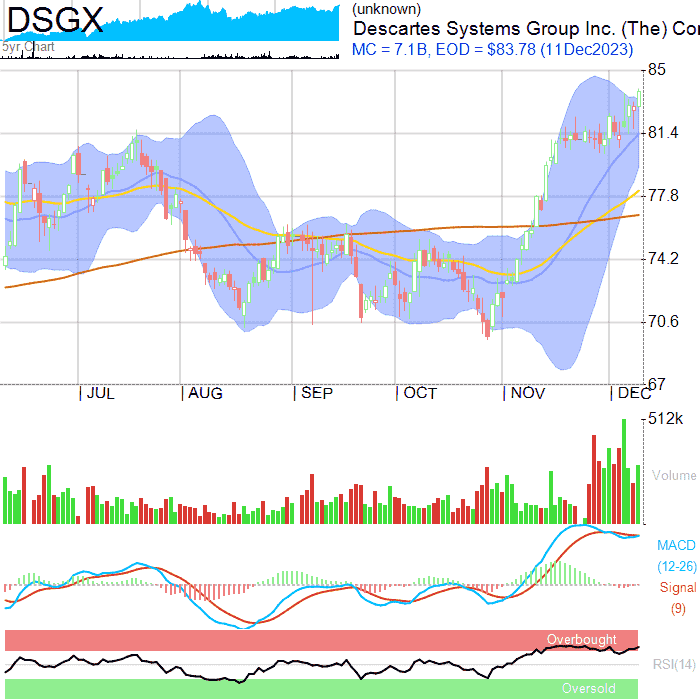 DSGX
5yr Chart
(unknown)
Descartes Systems Group Inc. (The) Cor
MC = 7.1B, EOD = $83.78 (11Dec2023)
85
81.4
77.8
74.2
70.6
67
JUL AUG SEP OCT NOV DEC
512k
Volume
MACD
(12-26)
Signal
(9)
Overbought
RSI(14)
Oversold